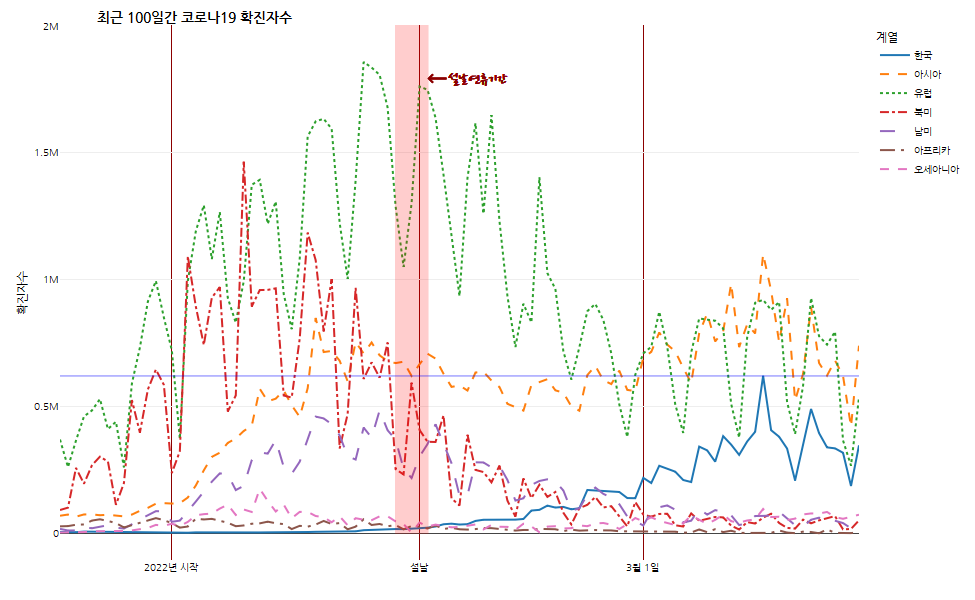 최근 100일간 코로나19 확진자수
2M
1.5M
1M
0.5M
0
확진자수
←설날연휴기간
2022년 시작
설날
3월 1일
계열
한국
아시아
유럽
북미
남미
아프리카
오세아니아